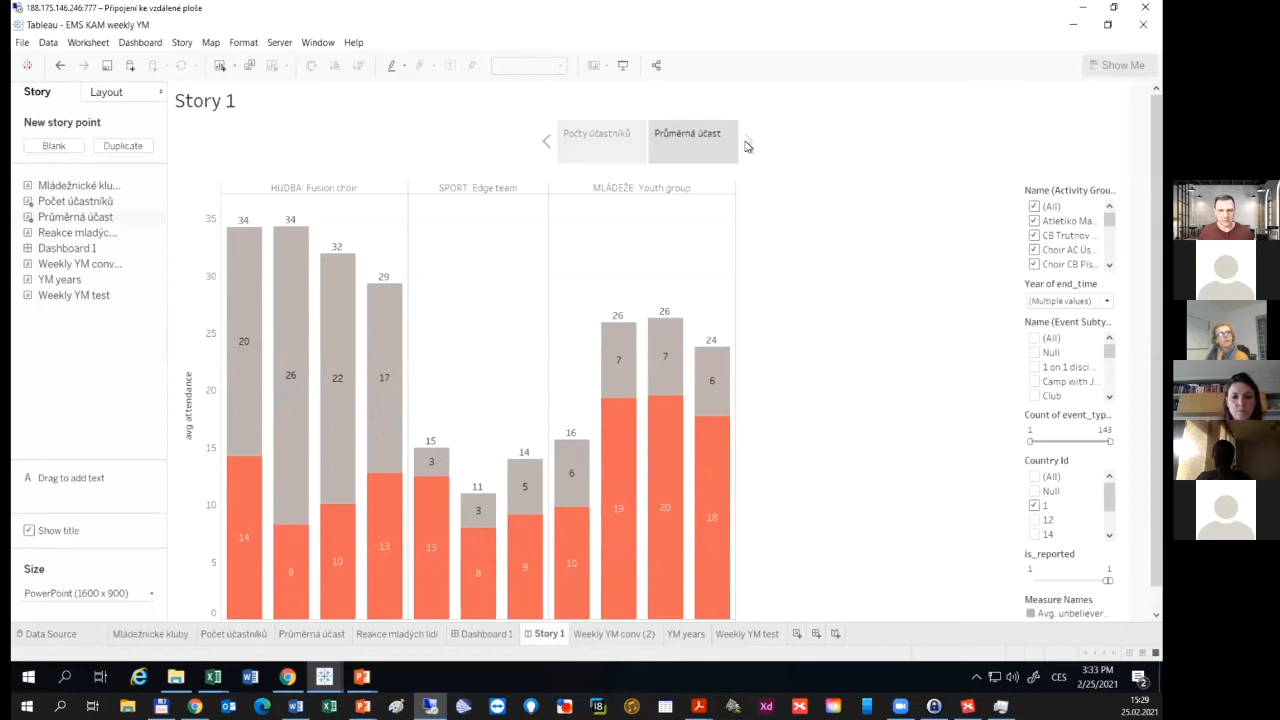 188.175.146.246:777 – Připojení ke vzdálené ploše
Tableau - EMS KAM weekly YM
File Data Worksheet Dashboard Story Map Format Server Window Help
Show Me
Story Layout
New story point
Blank Duplicate
Mládežnické klu...
Počet účastníků
Průměrná účast
Reakce mladýc...
Dashboard 1
Weekly YM conv...
YM years
Weekly YM test
A Drag to add text
Show title
Size
PowerPoint (1600 x 900)
Story 1
Počty účastníků Průměrná účast
HUDBA: Fusion choir SPORT: Edge team MLÁDEŽE: Youth group
avg attendance
35
30
25
20
15
10
5
0
34 34 32 29 15 11 14 16 26 26 24
20 26 22 17 3 3 5 6 7 7 6
14 8 10 13 13 8 9 10 19 20 18
Name (Activity Grou..
(All)
Atletiko Ma...
CB Trutnov ...
Choir AC Ús...
Choir CB Pís...
Year of end_time
(Multiple values)
Name (Event Subty..
(All)
Null
1 on 1 disci...
Camp with J...
Club
Count of event_typ..
1 143
Country Id
(All)
Null
1
12
14
is_reported
1 1
Measure Names
Avg. unbeliever..
Data Source Mládežnické kluby Počet účastníků Průměrná účast Reakce mladých lidí Dashboard 1 Story 1 Weekly YM conv (2) YM years Weekly YM test
CES
3:33 PM
2/25/2021
2
15:29
25.02.2021